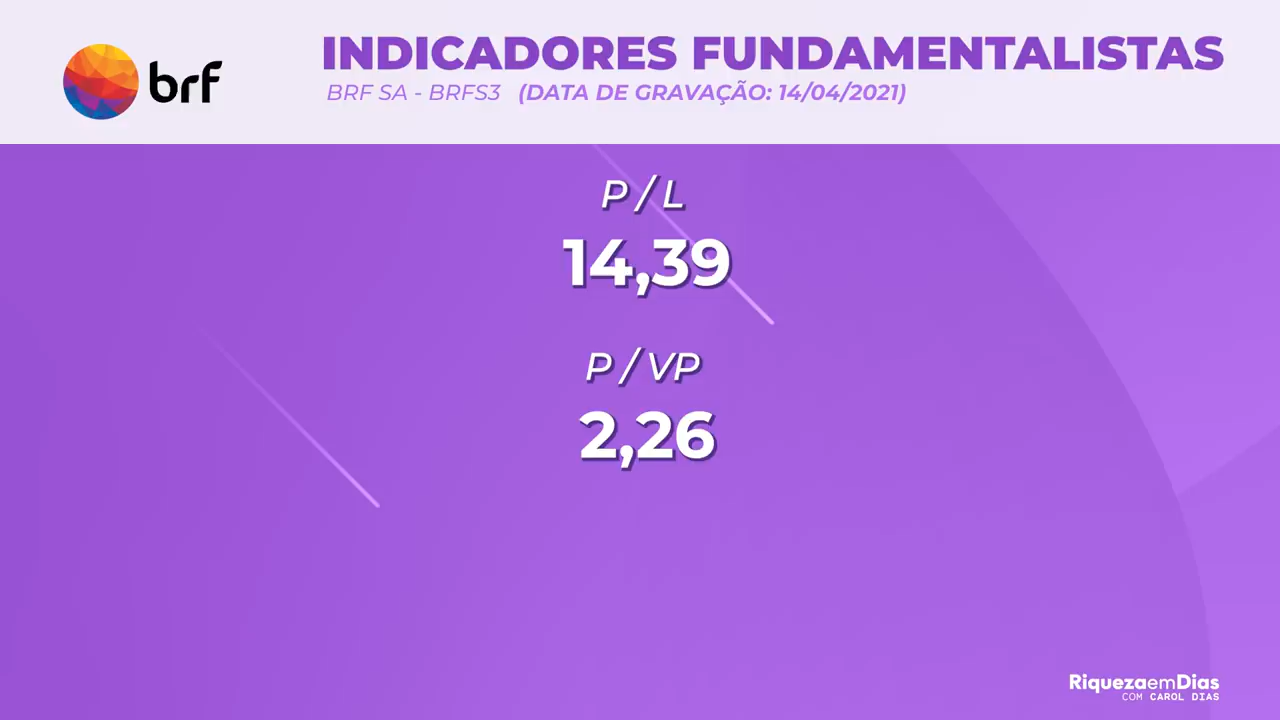 brf
INDICADORES FUNDAMENTALISTAS
BRF SA - BRFS3 (DATA DE GRAVAÇÃO: 14/04/2021)
P / L
14,39
P / VP
2,26
RiquezaemDias
COM CAROL DIAS